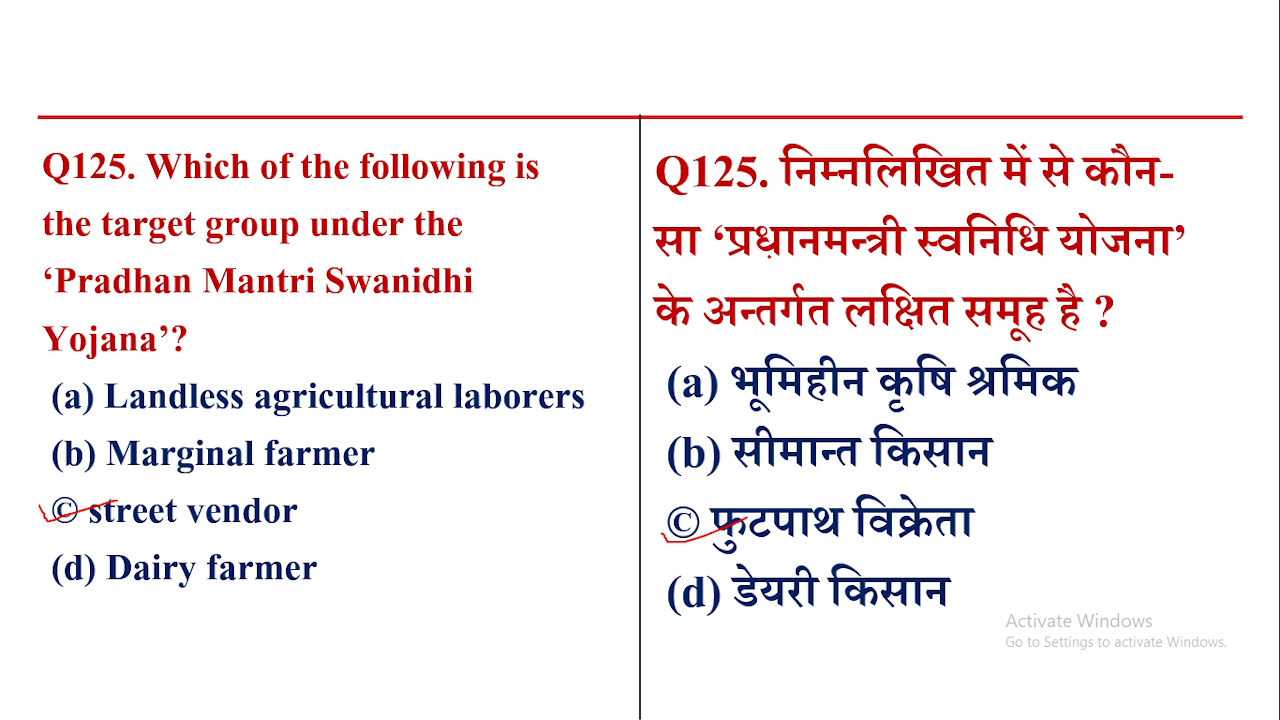 Q125. Which of the following is
the target group under the
‘Pradhan Mantri Swanidhi
Yojana’?
(a) Landless agricultural laborers
(b) Marginal farmer
© street vendor
(d) Dairy farmer
Q125. निम्नलिखित में से कौन-
सा ‘प्रधानमन्त्री स्वनिधि योजना’
के अन्तर्गत लक्षित समूह है ?
(a) भूमिहीन कृषि श्रमिक
(b) सीमान्त किसान
© फुटपाथ विक्रेता
(d) डेयरी किसान
Activate Windows
Go to Settings to activate Windows.